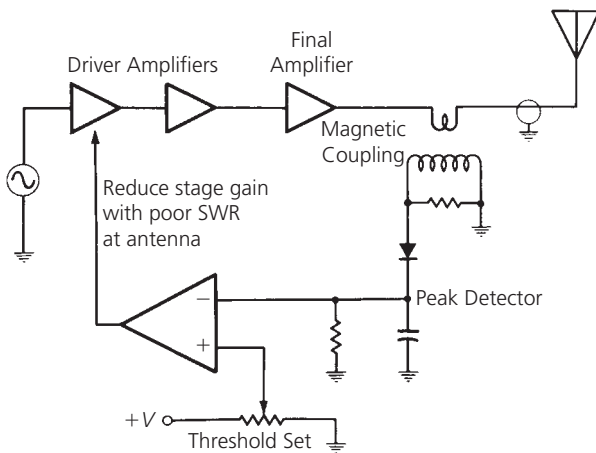 Final
Amplifier
Driver Amplifiers
Magnetic
Coupling
Reduce stage gain
with poor SWR
at antenna
Peak Detector
−
+
+V
Threshold Set